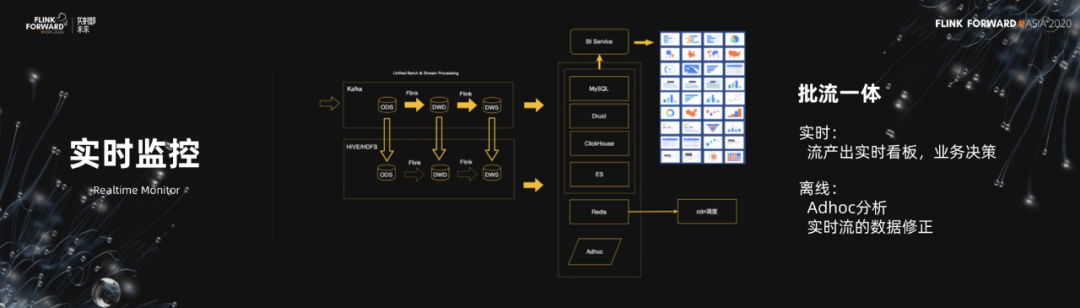 FLINK
FORWARD
#ASIA 2020
实时即
未来
FLINK FORWARD #ASIA 2020
实时监控
Realtime Monitor
Unified Batch & Stream Processing
Kafka
Flink
Flink
ODS
DWD
DWS
HIVE/HDFS
Flink
Flink
ODS
DWD
DWS
BI Service
MySQL
Druid
ClickHouse
ES
Redis
cdn调度
Adhoc
批流一体
实时：
流产出实时看板，业务决策
离线：
Adhoc分析
实时流的数据修正